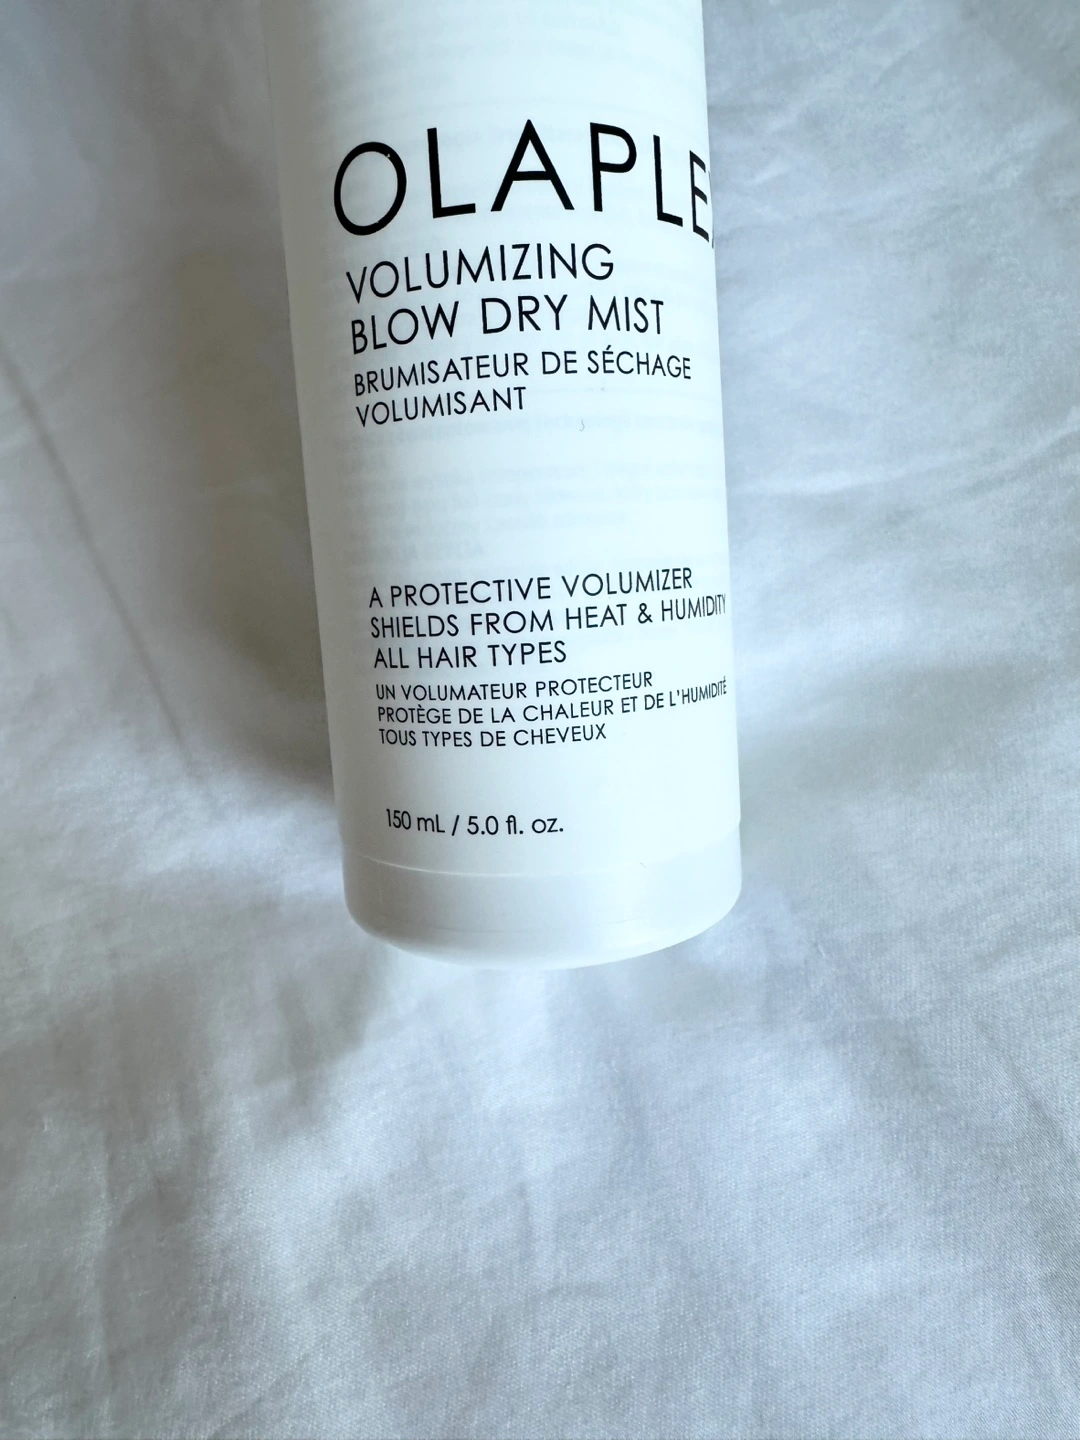 OLAPLEX
VOLUMIZING
BLOW DRY MIST
BRUMISATEUR DE SÉCHAGE
VOLUMISANT
A PROTECTIVE VOLUMIZER
SHIELDS FROM HEAT & HUMIDITY
ALL HAIR TYPES
UN VOLUMATEUR PROTECTEUR
PROTÈGE DE LA CHALEUR ET DE L'HUMIDITÉ
TOUS TYPES DE CHEVEUX
150 mL / 5.0 fl. oz.